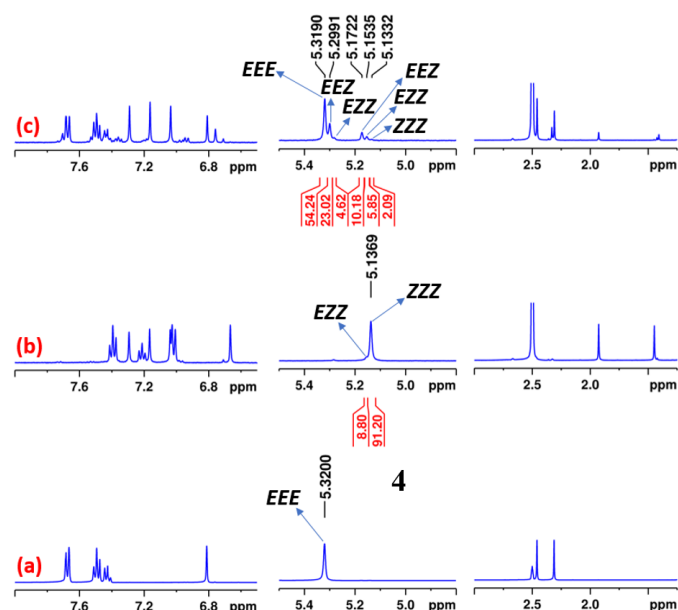 5.3190
5.2991
5.1722
5.1535
5.1332
EEE
EEZ
EZZ
EEZ
EZZ
ZZZ
(c)
7.6 7.2 6.8 ppm
5.4 5.2 5.0 ppm
2.5 2.0 ppm
54.24
23.02
4.62
10.18
5.85
2.09
5.1369
EZZ
ZZZ
(b)
7.6 7.2 6.8 ppm
5.4 5.2 5.0 ppm
2.5 2.0 ppm
8.80
91.20
4
5.3200
EEE
(a)
7.6 7.2 6.8 ppm
5.4 5.2 5.0 ppm
2.5 2.0 ppm